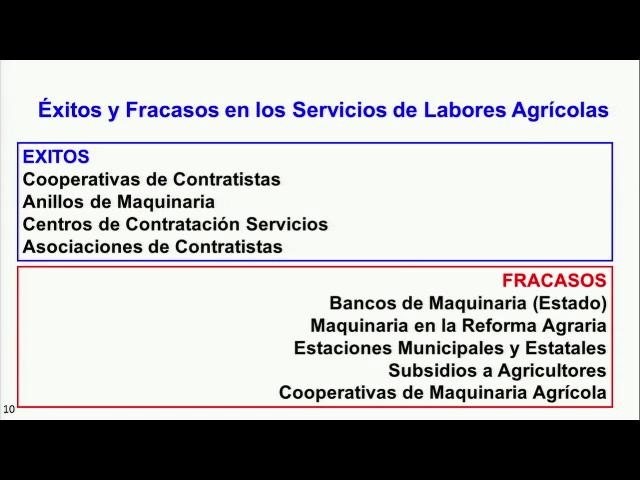 Éxitos y Fracasos en los Servicios de Labores Agrícolas
EXITOS
Cooperativas de Contratistas
Anillos de Maquinaria
Centros de Contratación Servicios
Asociaciones de Contratistas
FRACASOS
Bancos de Maquinaria (Estado)
Maquinaria en la Reforma Agraria
Estaciones Municipales y Estatales
Subsidios a Agricultores
Cooperativas de Maquinaria Agrícola
10